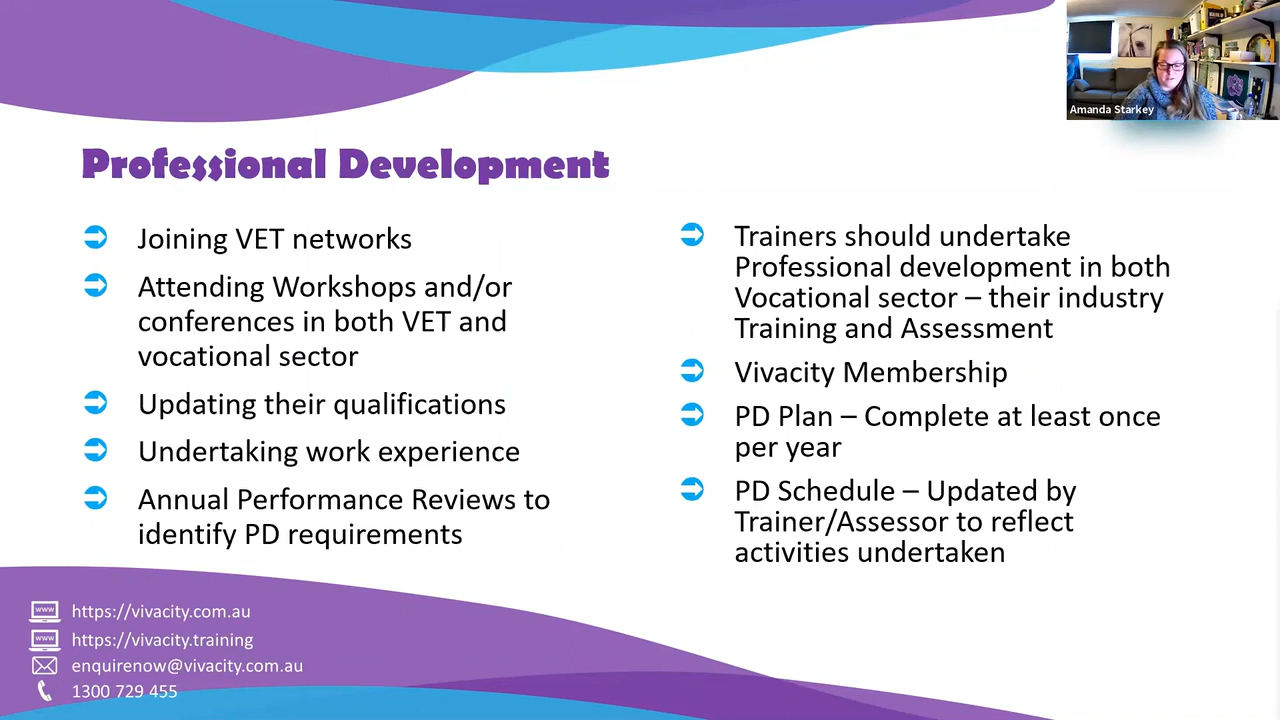 Amanda Starkey
Professional Development
Joining VET networks
Attending Workshops and/or
conferences in both VET and
vocational sector
Updating their qualifications
Undertaking work experience
Annual Performance Reviews to
identify PD requirements
Trainers should undertake
Professional development in both
Vocational sector – their industry
Training and Assessment
Vivacity Membership
PD Plan – Complete at least once
per year
PD Schedule – Updated by
Trainer/Assessor to reflect
activities undertaken
www https://vivacity.com.au
www https://vivacity.training
enquirenow@vivacity.com.au
1300 729 455